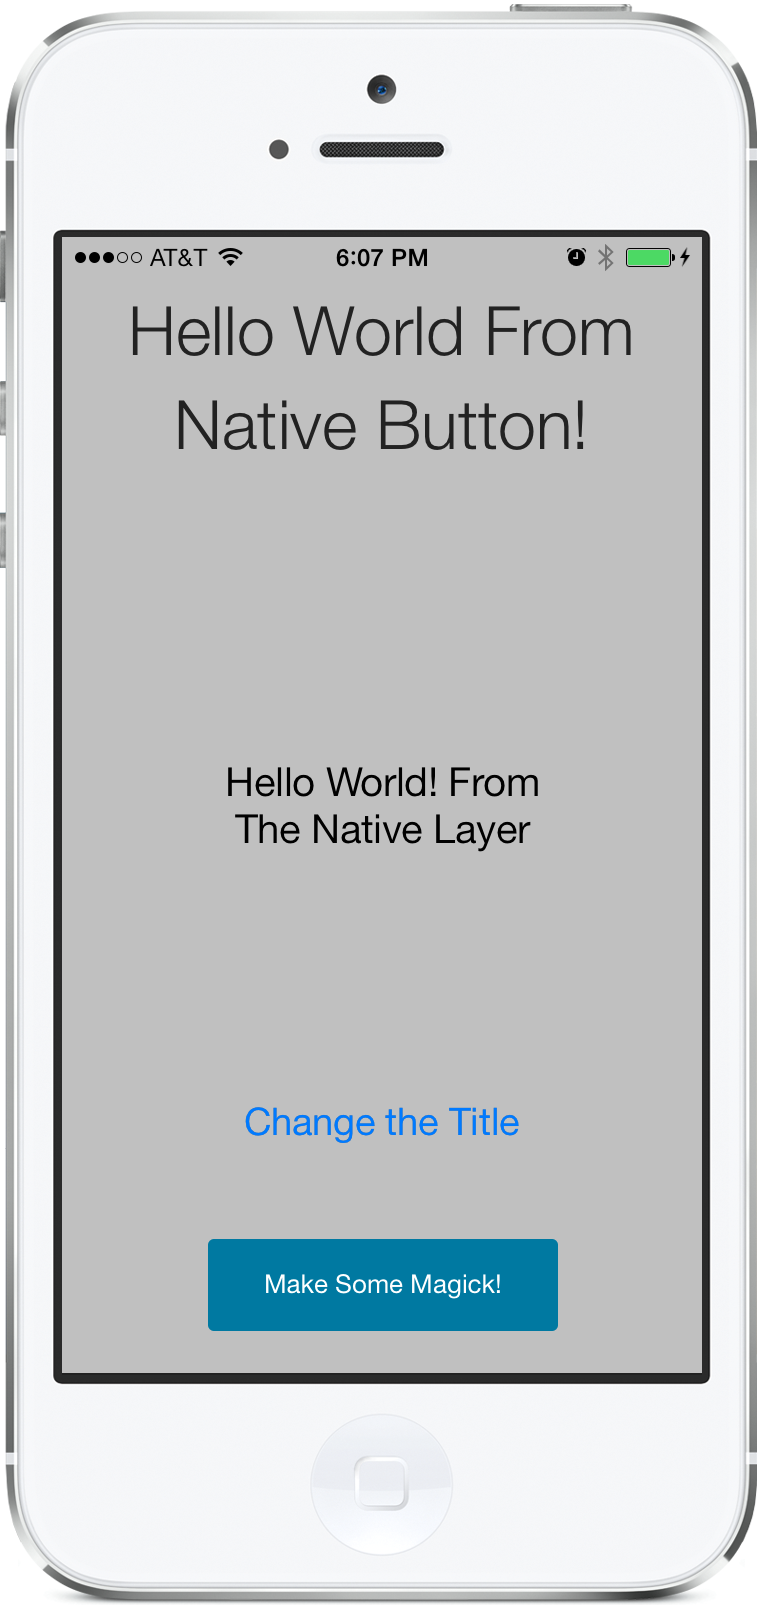 AT&T 6:07 PM
Hello World From
Native Button!
Hello World! From
The Native Layer
Change the Title
Make Some Magick!